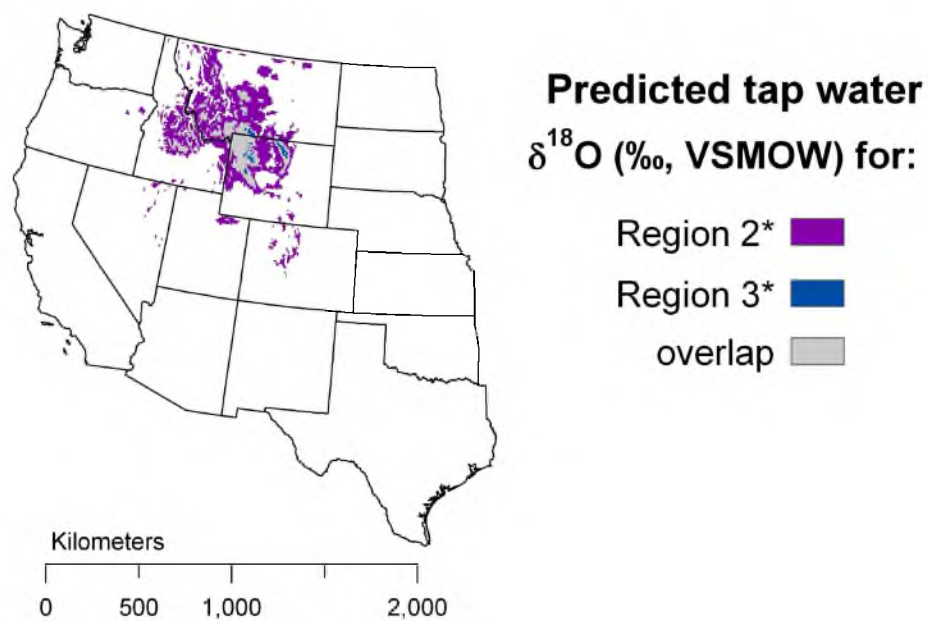 Predicted tap water
δ¹⁸O (‰, VSMOW) for:
Region 2*
Region 3*
overlap
Kilometers
0 500 1,000 2,000